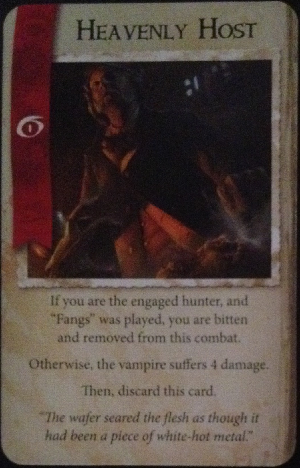 HEAVENLY HOST
1
If you are the engaged hunter, and
"Fangs" was played, you are bitten
and removed from this combat.
Otherwise, the vampire suffers 4 damage.
Then, discard this card.
"The wafer seared the flesh as though it
had been a piece of white-hot metal."